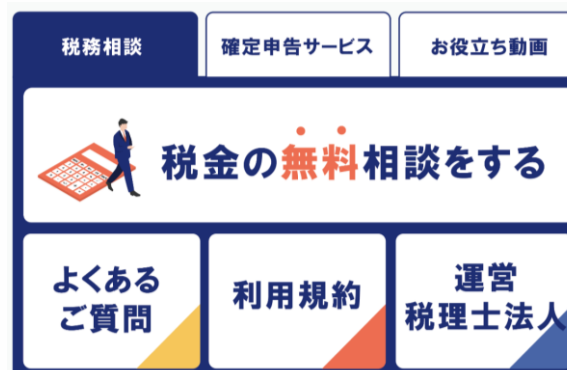 税務相談
確定申告サービス
お役立ち動画
税金の無料相談をする
よくある
ご質問
利用規約
運営
税理士法人